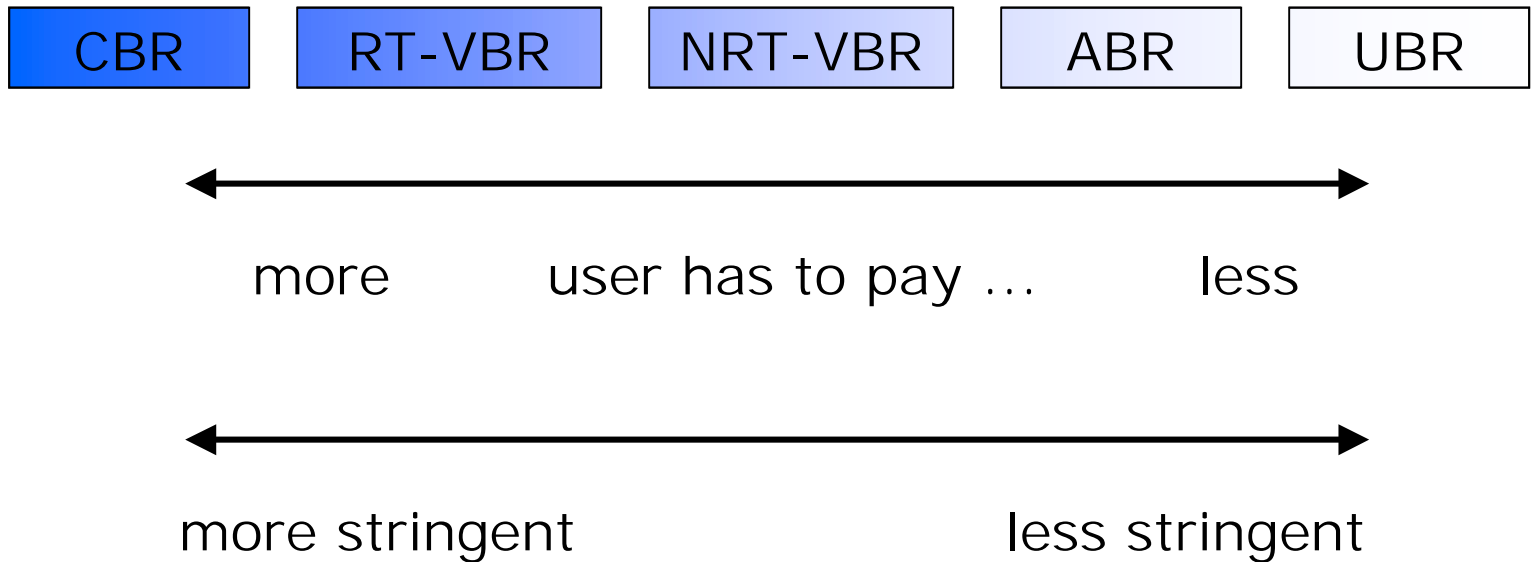 CBR RT-VBR NRT-VBR ABR UBR
more user has to pay ... less
more stringent less stringent